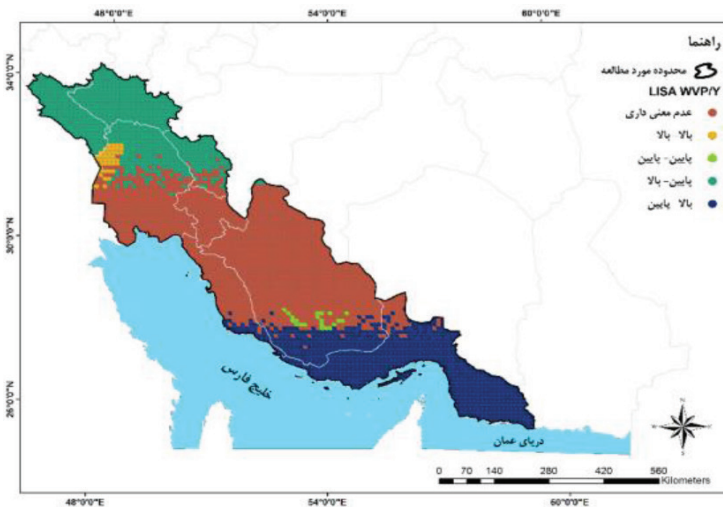 48°0'0"E
54°0'0"E
60°0'0"E
34°0'0"N
30°0'0"N
26°0'0"N
راهنما
محدوده مورد مطالعه
LISA WVP/Y
عدم معنی داری
بالا- بالا
پایین- پایین
پایین- بالا
بالا- پایین
خلیج فارس
دریای عمان
N
W
E
S
0 70 140 280 420 560
Kilometers
48°0'0"E
54°0'0"E
60°0'0"E